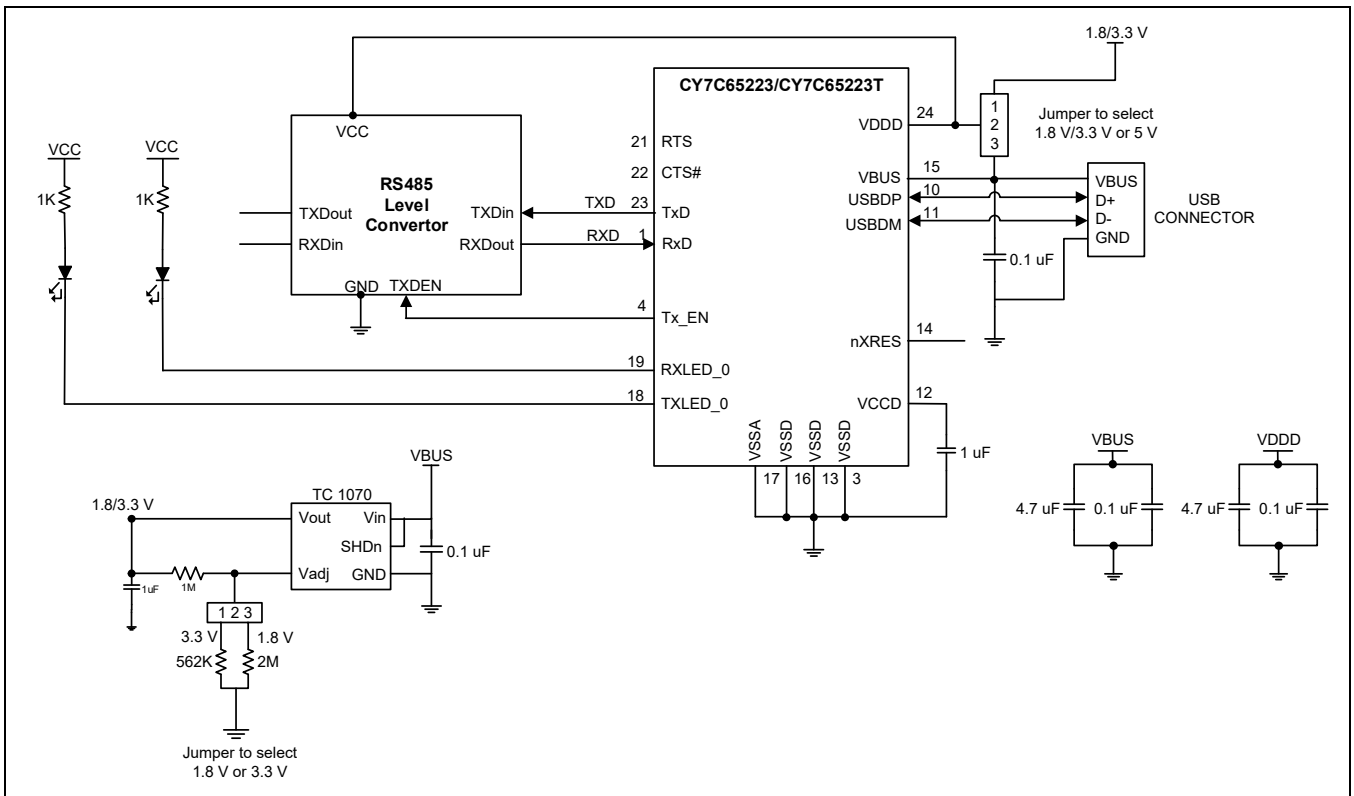 1.8/3.3 V
CY7C65223/CY7C65223T
Jumper to select
1.8 V/3.3 V or 5 V
1
2
3
VCC
VCC
1K
1K
VCC
RS485
Level
Convertor
TXDout
RXDin
TXDin
RXDout
GND
TXDEN
TXD
RXD
21
RTS
22
CTS#
23
TxD
1
RxD
4
Tx_EN
19
RXLED_0
18
TXLED_0
VDDD
24
VBUS
15
USBDP
10
USBDM
11
nXRES
14
VCCD
12
VSSA
VSSD
VSSD
VSSD
17
16
13
3
VBUS
D+
D-
GND
USB
CONNECTOR
0.1 uF
1 uF
VBUS
4.7 uF
0.1 uF
VDDD
4.7 uF
0.1 uF
VBUS
1.8/3.3 V
TC 1070
Vout
Vin
SHDn
Vadj
GND
0.1 uF
1uF
1M
1 2 3
3.3 V
1.8 V
562K
2M
Jumper to select
1.8 V or 3.3 V